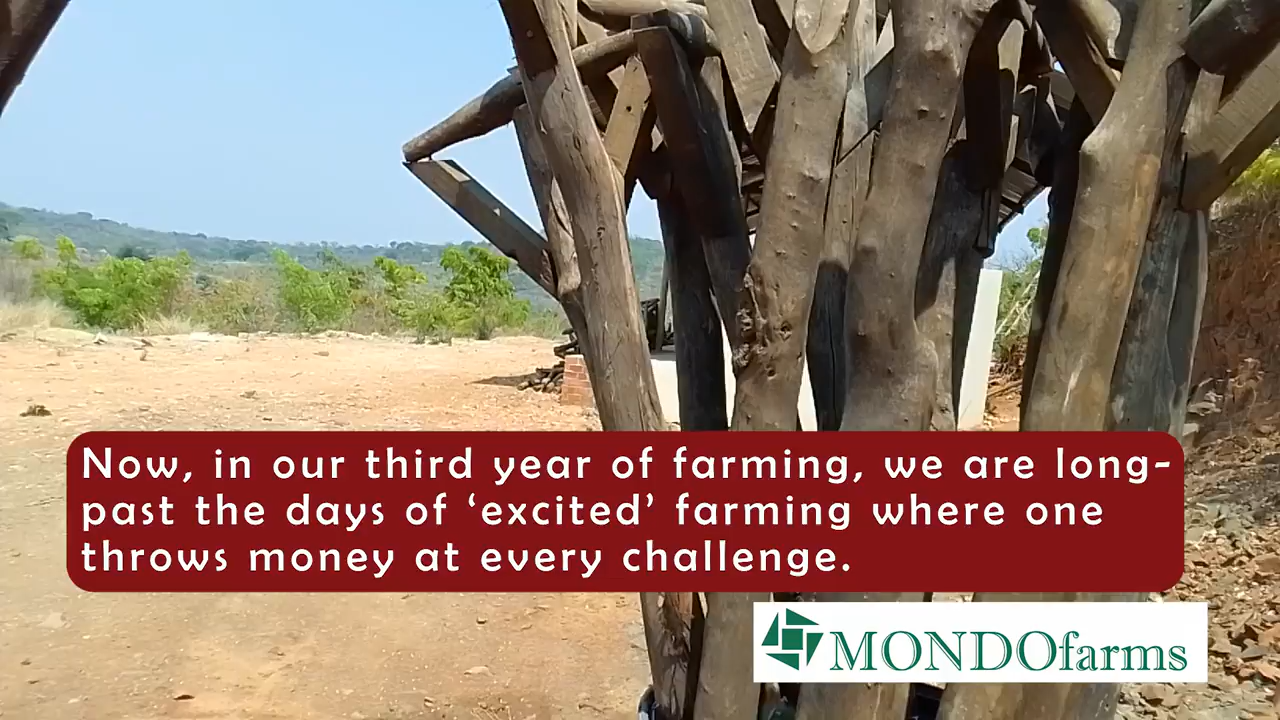 Now, in our third year of farming, we are long-
past the days of ‘excited’ farming where one
throws money at every challenge.
MONDOfarms